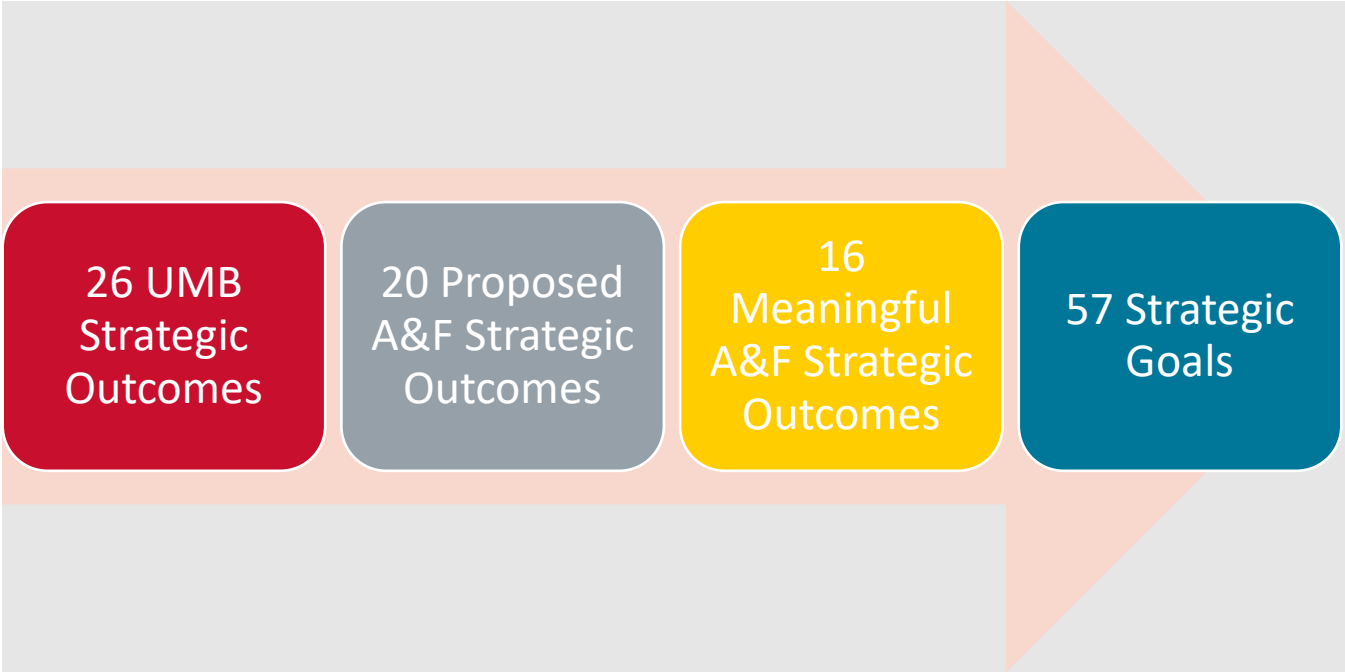 26 UMB
Strategic
Outcomes
20 Proposed
A&F Strategic
Outcomes
16
Meaningful
A&F Strategic
Outcomes
57 Strategic
Goals